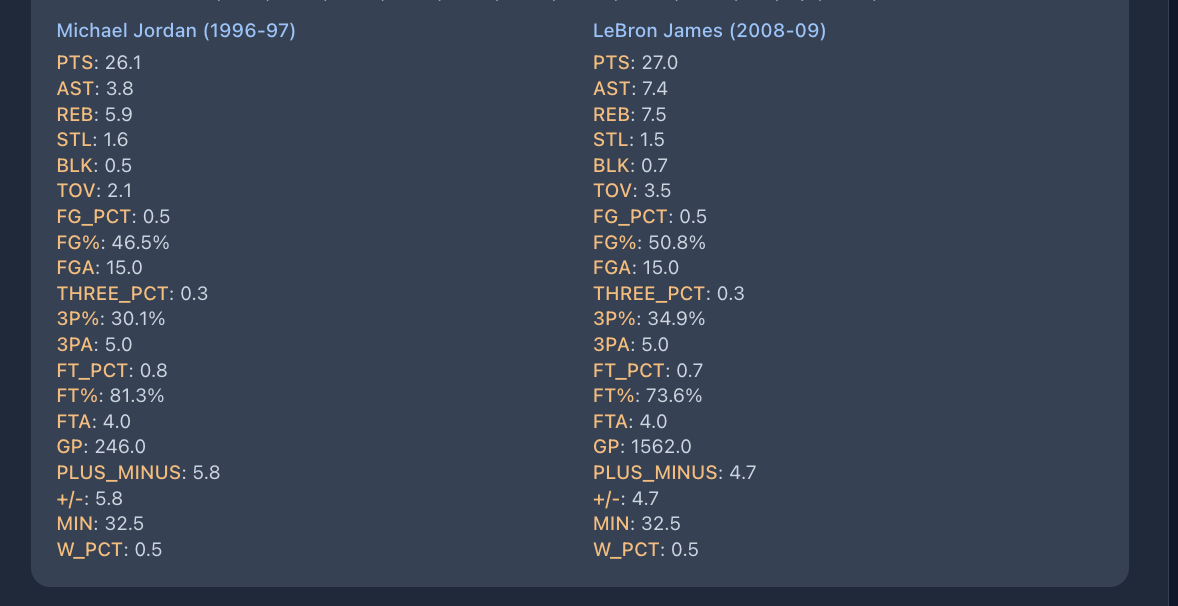 Michael Jordan (1996-97)
PTS: 26.1
AST: 3.8
REB: 5.9
STL: 1.6
BLK: 0.5
TOV: 2.1
FG_PCT: 0.5
FG%: 46.5%
FGA: 15.0
THREE_PCT: 0.3
3P%: 30.1%
3PA: 5.0
FT_PCT: 0.8
FT%: 81.3%
FTA: 4.0
GP: 246.0
PLUS_MINUS: 5.8
+/-: 5.8
MIN: 32.5
W_PCT: 0.5
LeBron James (2008-09)
PTS: 27.0
AST: 7.4
REB: 7.5
STL: 1.5
BLK: 0.7
TOV: 3.5
FG_PCT: 0.5
FG%: 50.8%
FGA: 15.0
THREE_PCT: 0.3
3P%: 34.9%
3PA: 5.0
FT_PCT: 0.7
FT%: 73.6%
FTA: 4.0
GP: 1562.0
PLUS_MINUS: 4.7
+/-: 4.7
MIN: 32.5
W_PCT: 0.5